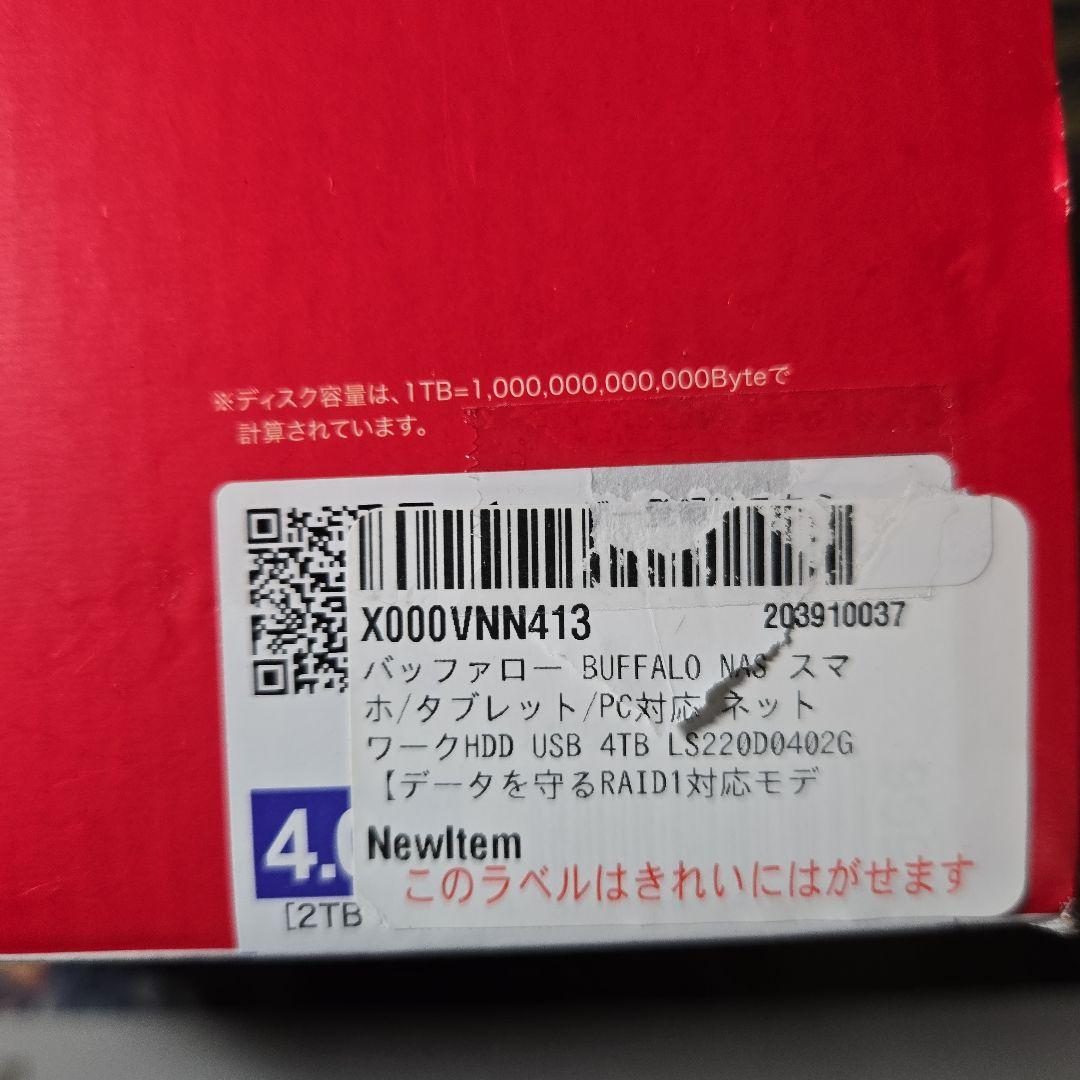 ※ディスク容量は、1TB=1,000,000,000,000Byteで
計算されています。
X000VNN413
203910037
バッファロー BUFFALO NAS スマ
ホ/タブレット/PC対応 ネット
ワークHDD USB 4TB LS220D0402G
【データを守るRAID1対応モデ
NewItem
このラベルはきれいにはがせます
4.
[2TB